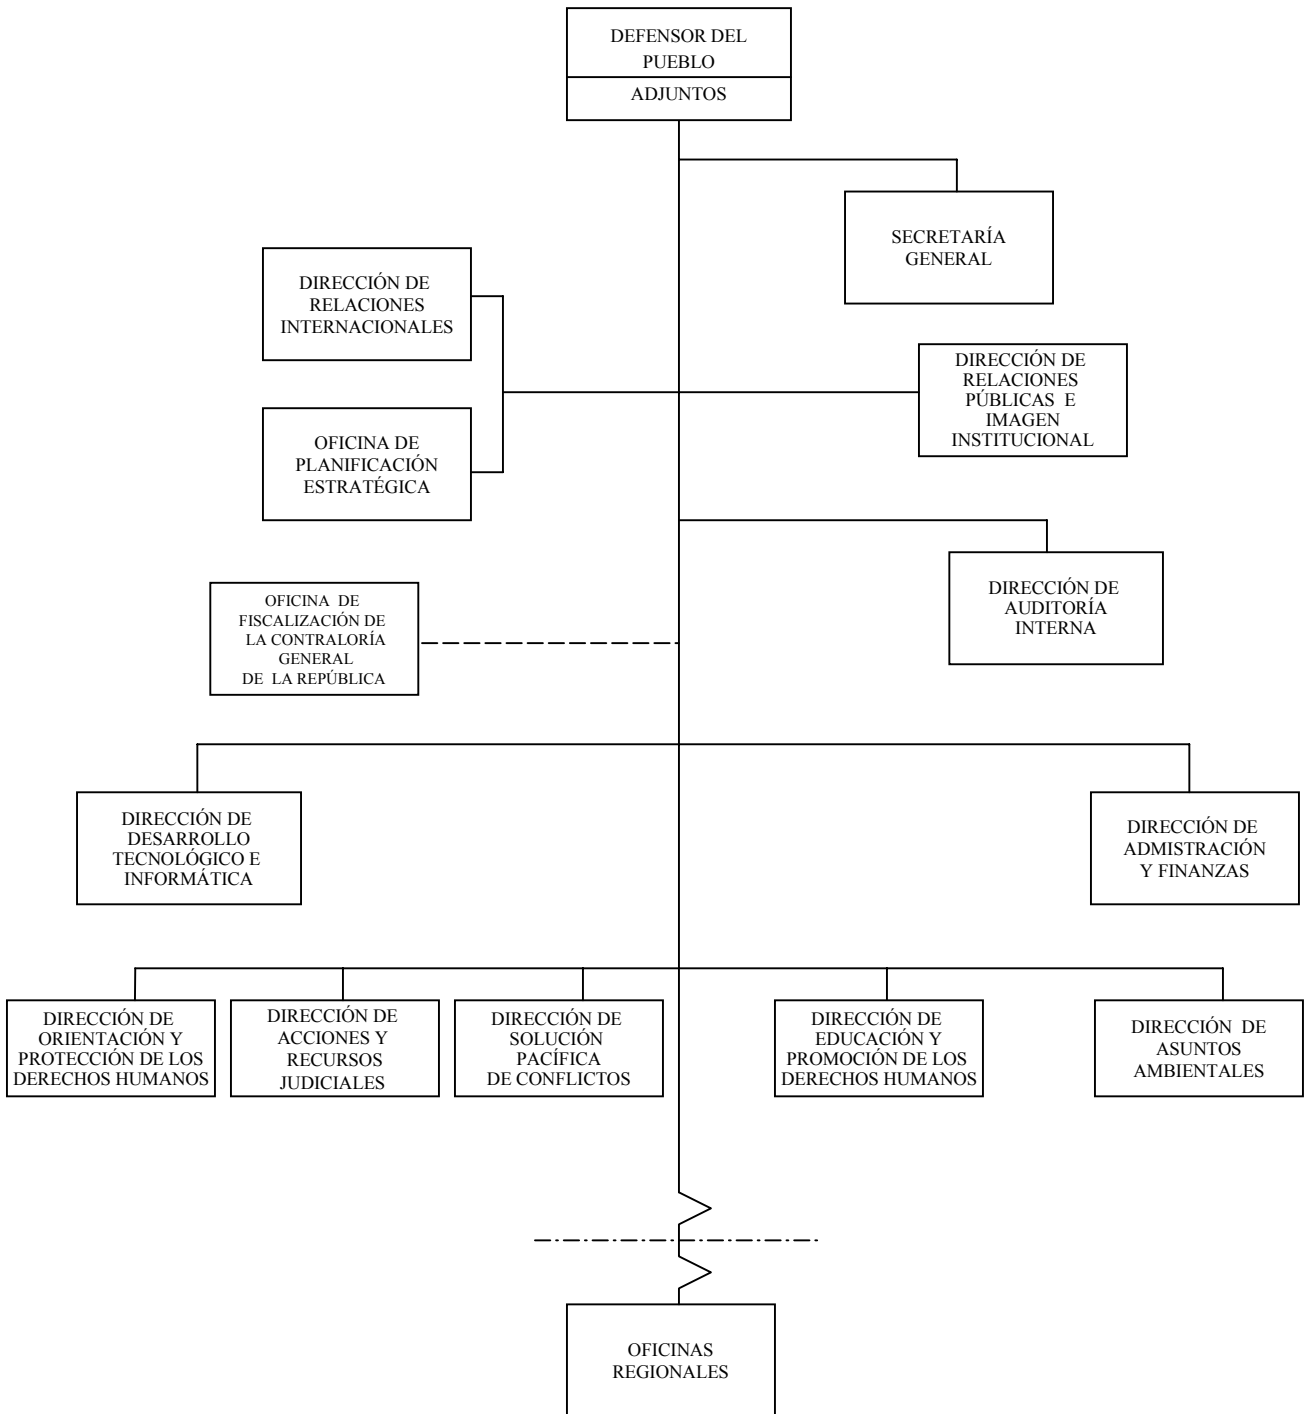 DEFENSOR DEL
PUEBLO
ADJUNTOS
SECRETARÍA
GENERAL
DIRECCIÓN DE
RELACIONES
INTERNACIONALES
DIRECCIÓN DE
RELACIONES
PÚBLICAS E
IMAGEN
INSTITUCIONAL
OFICINA DE
PLANIFICACIÓN
ESTRATÉGICA
DIRECCIÓN DE
AUDITORÍA
INTERNA
OFICINA DE
FISCALIZACIÓN DE
LA CONTRALORÍA
GENERAL
DE LA REPÚBLICA
DIRECCIÓN DE
DESARROLLO
TECNOLÓGICO E
INFORMÁTICA
DIRECCIÓN DE
ADMISTRACIÓN
Y FINANZAS
DIRECCIÓN DE
ORIENTACIÓN Y
PROTECCIÓN DE LOS
DERECHOS HUMANOS
DIRECCIÓN DE
ACCIONES Y
RECURSOS
JUDICIALES
DIRECCIÓN DE
SOLUCIÓN
PACÍFICA
DE CONFLICTOS
DIRECCIÓN DE
EDUCACIÓN Y
PROMOCIÓN DE LOS
DERECHOS HUMANOS
DIRECCIÓN DE
ASUNTOS
AMBIENTALES
OFICINAS
REGIONALES